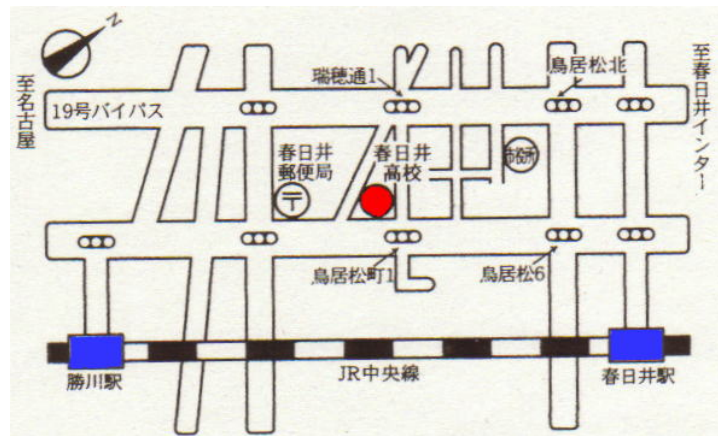 N
至名古屋
19号バイパス
瑞穂通1
鳥居松北
至春日井インター
春日井
郵便局
〒
春日井
高校
市役所
鳥居松町1
鳥居松6
勝川駅
JR中央線
春日井駅